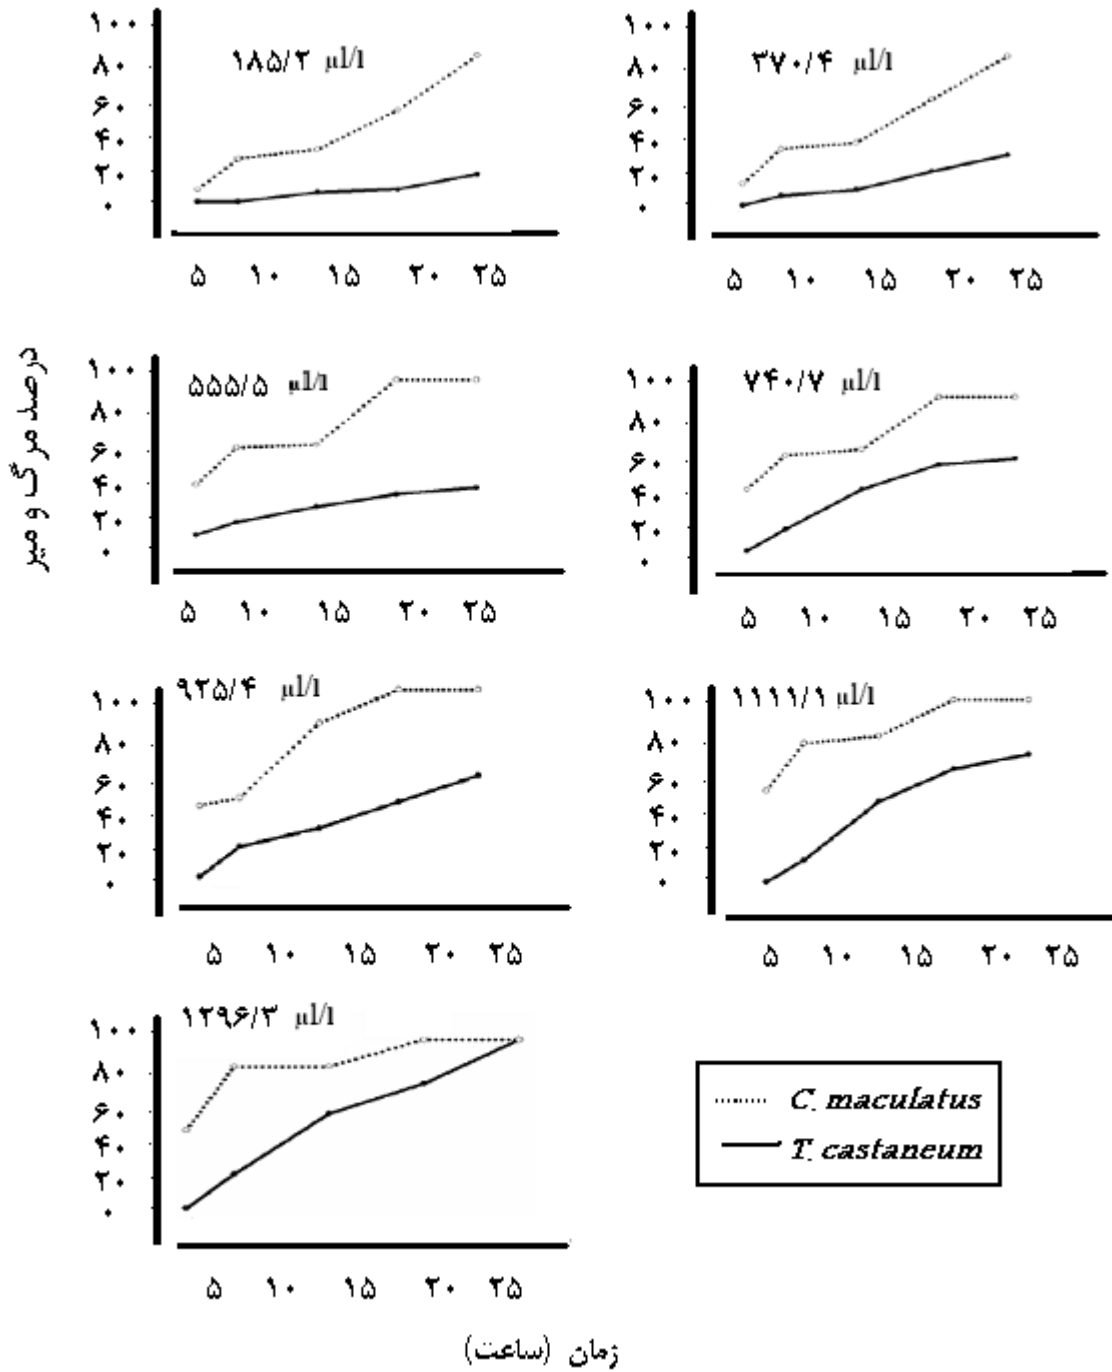 ۱۸۵/۲ µl/l
۱۰۰
۸۰
۶۰
۴۰
۲۰
۰
۵ ۱۰ ۱۵ ۲۰ ۲۵
۳۷۰/۴ µl/l
۱۰۰
۸۰
۶۰
۴۰
۲۰
۰
۵ ۱۰ ۱۵ ۲۰ ۲۵
درصد مرگ و میر
۵۵۵/۵ µl/l
۱۰۰
۸۰
۶۰
۴۰
۲۰
۰
۵ ۱۰ ۱۵ ۲۰ ۲۵
۷۴۰/۷ µl/l
۱۰۰
۸۰
۶۰
۴۰
۲۰
۰
۵ ۱۰ ۱۵ ۲۰ ۲۵
۹۲۵/۴ µl/l
۱۰۰
۸۰
۶۰
۴۰
۲۰
۰
۵ ۱۰ ۱۵ ۲۰ ۲۵
۱۱۱۱/۱ µl/l
۱۰۰
۸۰
۶۰
۴۰
۲۰
۰
۵ ۱۰ ۱۵ ۲۰ ۲۵
۱۲۹۶/۳ µl/l
۱۰۰
۸۰
۶۰
۴۰
۲۰
۰
۵ ۱۰ ۱۵ ۲۰ ۲۵
C. maculatus
T. castaneum
زمان (ساعت)